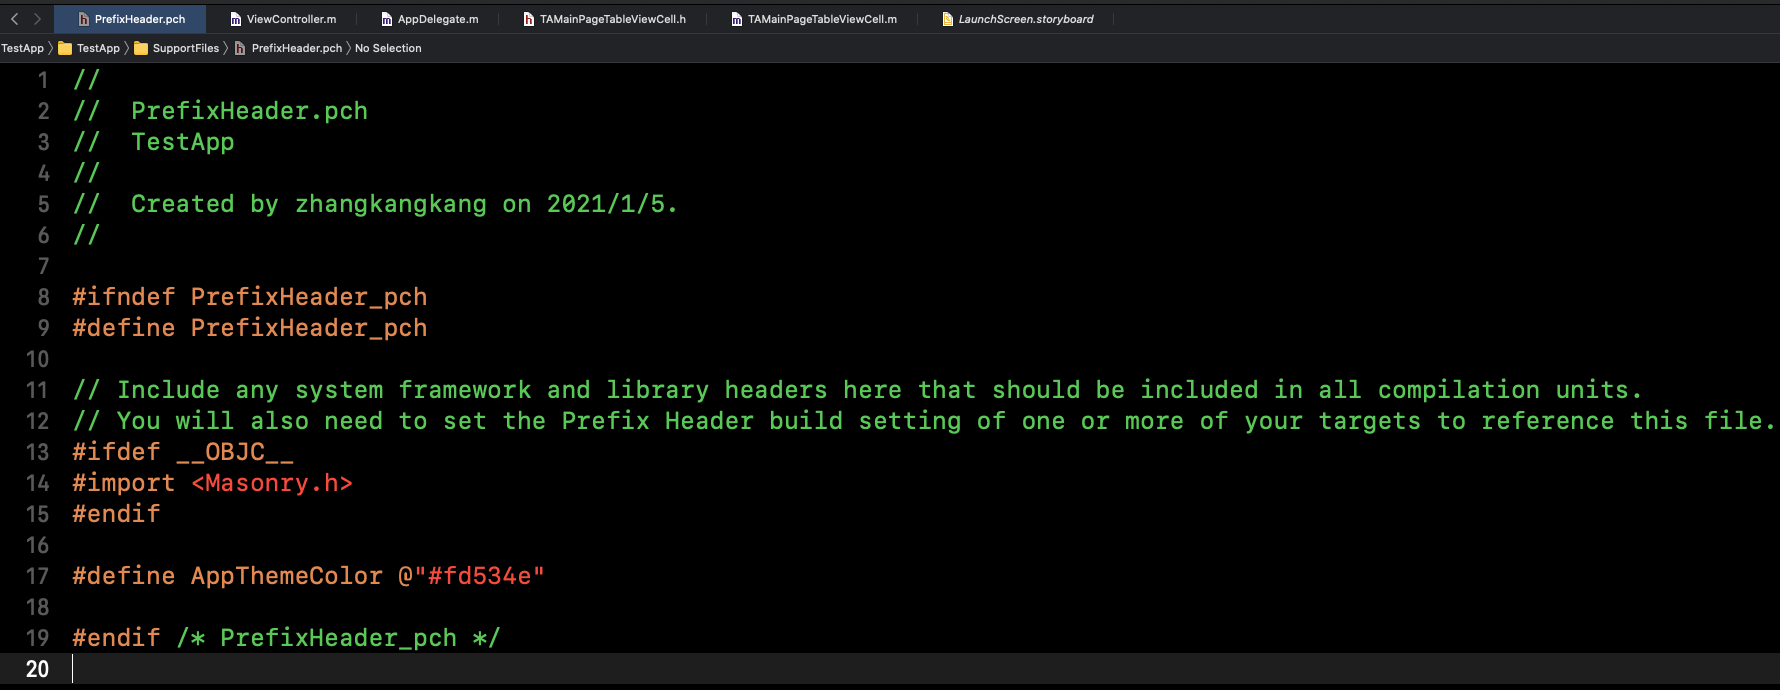 PrefixHeader.pch ViewController.m AppDelegate.m TAMainPageTableViewCell.h TAMainPageTableViewCell.m LaunchScreen.storyboard
TestApp TestApp SupportFiles PrefixHeader.pch No Selection
1 //
2 //  PrefixHeader.pch
3 //  TestApp
4 //
5 //  Created by zhangkangkang on 2021/1/5.
6 //
7
8 #ifndef PrefixHeader_pch
9 #define PrefixHeader_pch
10
11 // Include any system framework and library headers here that should be included in all compilation units.
12 // You will also need to set the Prefix Header build setting of one or more of your targets to reference this file.
13 #ifdef __OBJC__
14 #import <Masonry.h>
15 #endif
16
17 #define AppThemeColor @"#fd534e"
18
19 #endif /* PrefixHeader_pch */
20